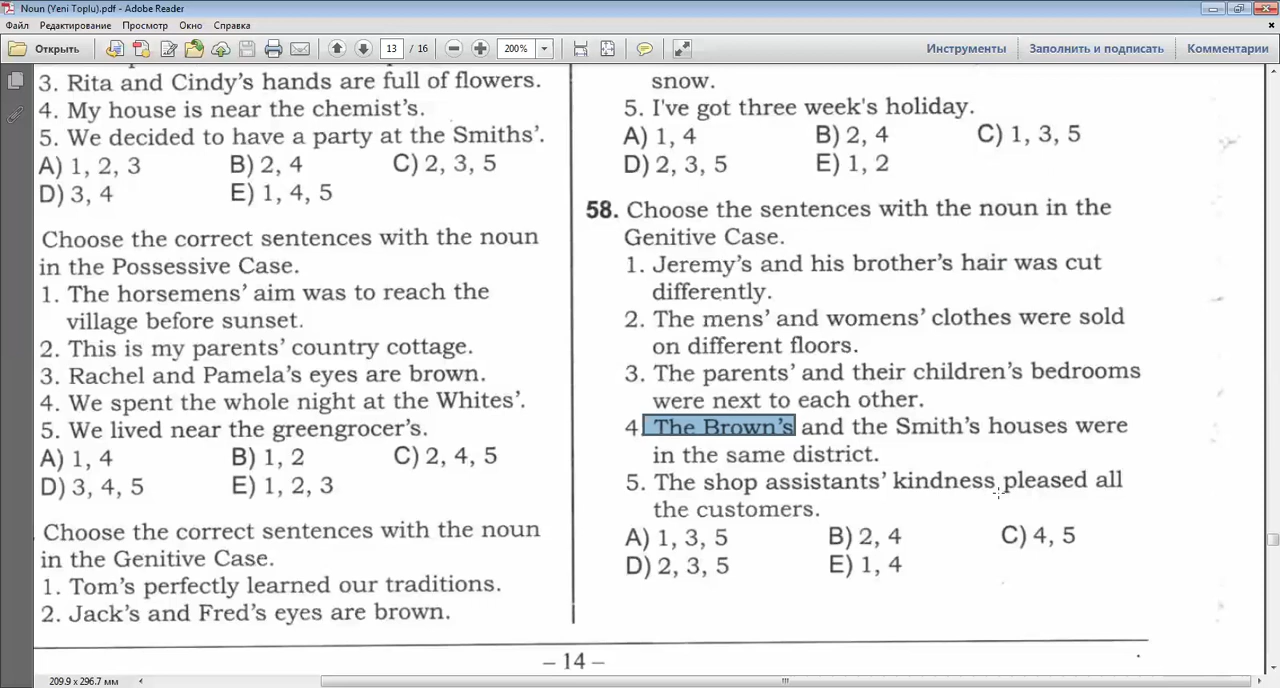 Noun (Yeni Toplu).pdf - Adobe Reader
Файл Редактирование Просмотр Окно Справка
Открыть 13 / 16 200% Инструменты Заполнить и подписать Комментарии
3. Rita and Cindy's hands are full of flowers.
4. My house is near the chemist's.
5. We decided to have a party at the Smiths'.
A) 1, 2, 3 B) 2, 4 C) 2, 3, 5
D) 3, 4 E) 1, 4, 5
Choose the correct sentences with the noun
in the Possessive Case.
1. The horsemens' aim was to reach the
village before sunset.
2. This is my parents' country cottage.
3. Rachel and Pamela's eyes are brown.
4. We spent the whole night at the Whites'.
5. We lived near the greengrocer's.
A) 1, 4 B) 1, 2 C) 2, 4, 5
D) 3, 4, 5 E) 1, 2, 3
Choose the correct sentences with the noun
in the Genitive Case.
1. Tom's perfectly learned our traditions.
2. Jack's and Fred's eyes are brown.
snow.
5. I've got three week's holiday.
A) 1, 4 B) 2, 4 C) 1, 3, 5
D) 2, 3, 5 E) 1, 2
58. Choose the sentences with the noun in the
Genitive Case.
1. Jeremy's and his brother's hair was cut
differently.
2. The mens' and womens' clothes were sold
on different floors.
3. The parents' and their children's bedrooms
were next to each other.
4 The Brown's and the Smith's houses were
in the same district.
5. The shop assistants' kindness pleased all
the customers.
A) 1, 3, 5 B) 2, 4 C) 4, 5
D) 2, 3, 5 E) 1, 4
– 14 –
209.9 x 296.7 мм